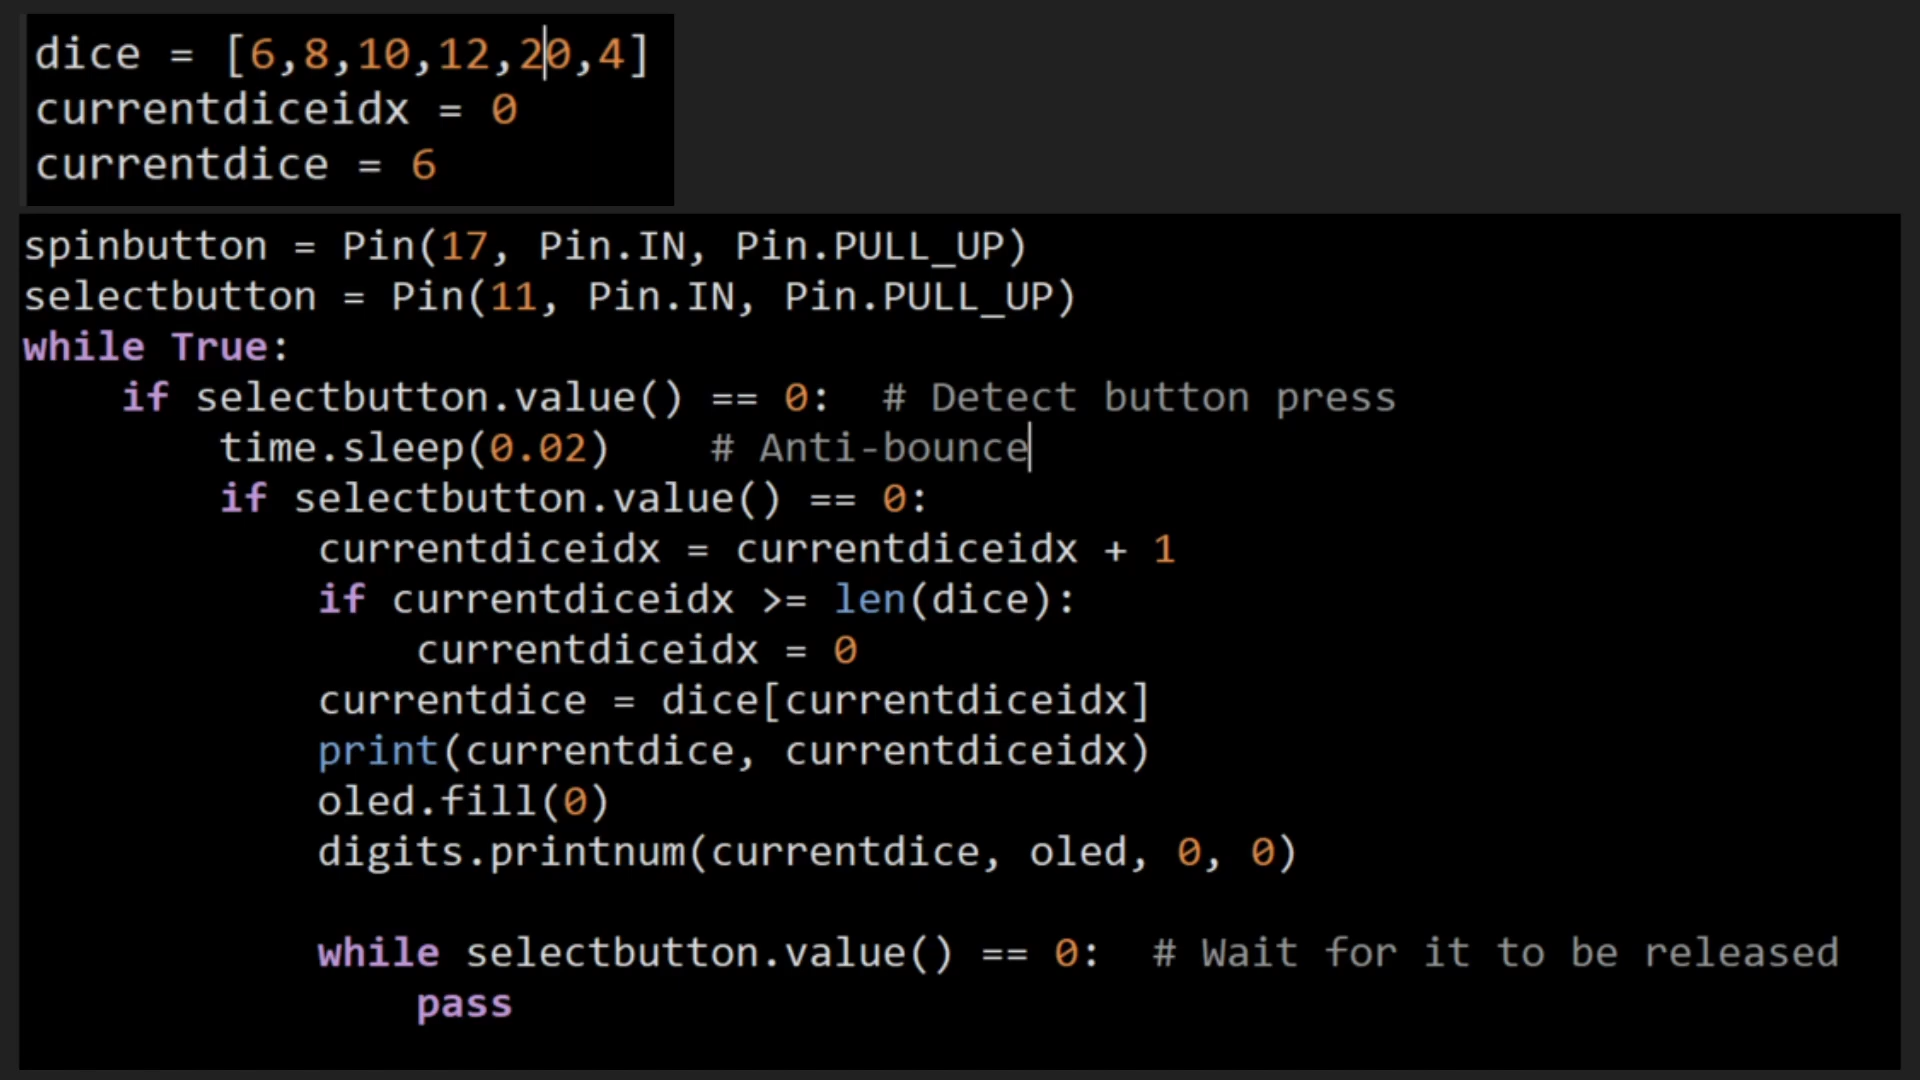 dice = [6,8,10,12,20,4]
currentdiceidx = 0
currentdice = 6
spinbutton = Pin(17, Pin.IN, Pin.PULL_UP)
selectbutton = Pin(11, Pin.IN, Pin.PULL_UP)
while True:
    if selectbutton.value() == 0:  # Detect button press
        time.sleep(0.02)    # Anti-bounce
        if selectbutton.value() == 0:
            currentdiceidx = currentdiceidx + 1
            if currentdiceidx >= len(dice):
                currentdiceidx = 0
            currentdice = dice[currentdiceidx]
            print(currentdice, currentdiceidx)
            oled.fill(0)
            digits.printnum(currentdice, oled, 0, 0)
            while selectbutton.value() == 0:  # Wait for it to be released
                pass